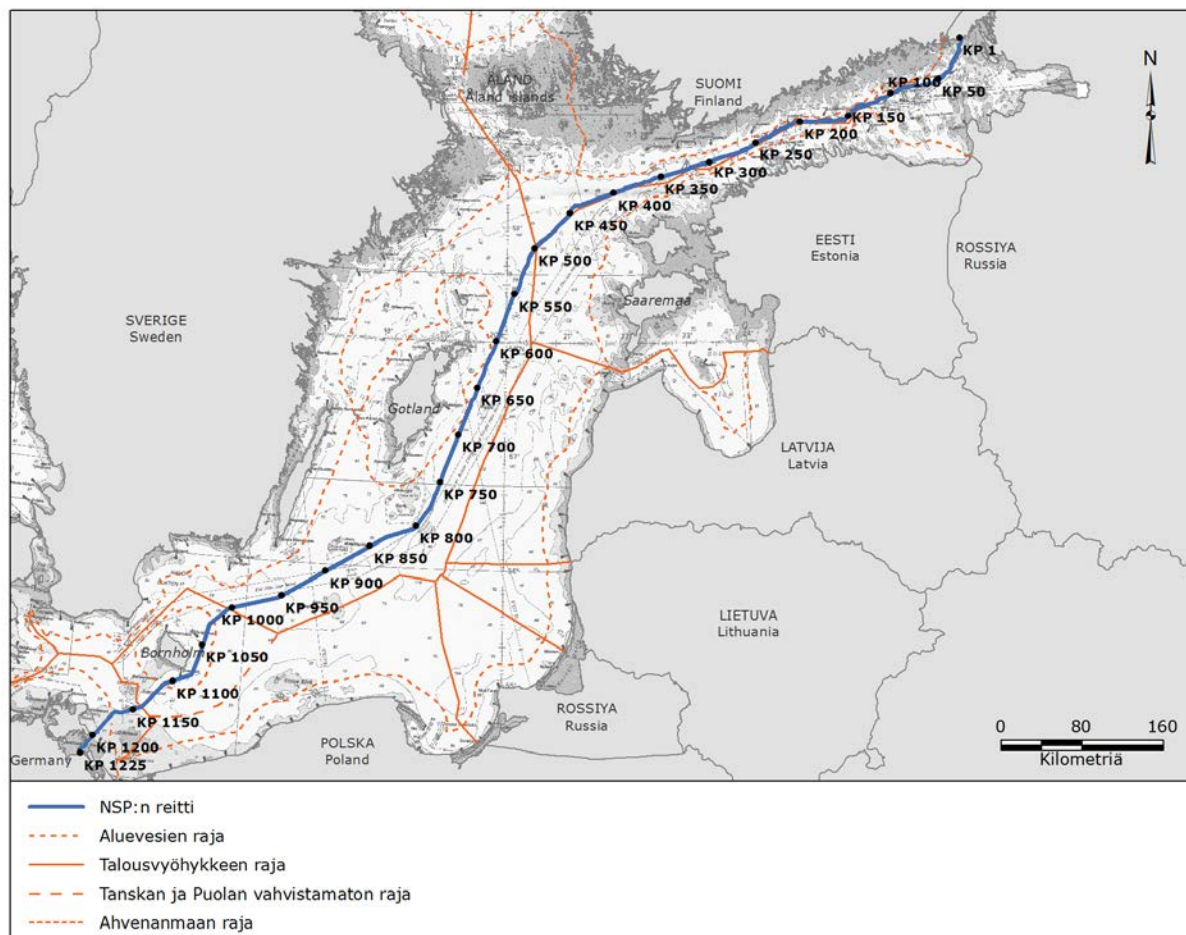 KP 1
N
ÅLAND
Åland Islands
SUOMI
Finland
KP 100
KP 50
KP 150
KP 200
KP 250
KP 300
KP 350
KP 400
KP 450
KP 500
EESTI
Estonia
ROSSIYA
Russia
KP 550
Saaremaa
SVERIGE
Sweden
KP 600
KP 650
Gotland
KP 700
LATVIJA
Latvia
KP 750
KP 800
KP 850
KP 900
KP 950
KP 1000
LIETUVA
Lithuania
KP 1050
Bornholm
KP 1100
KP 1150
ROSSIYA
Russia
KP 1200
POLSKA
Poland
Germany
KP 1225
0 80 160
Kilometriä
NSP:n reitti
Aluevesien raja
Talousvyöhykkeen raja
Tanskan ja Puolan vahvistamaton raja
Ahvenanmaan raja